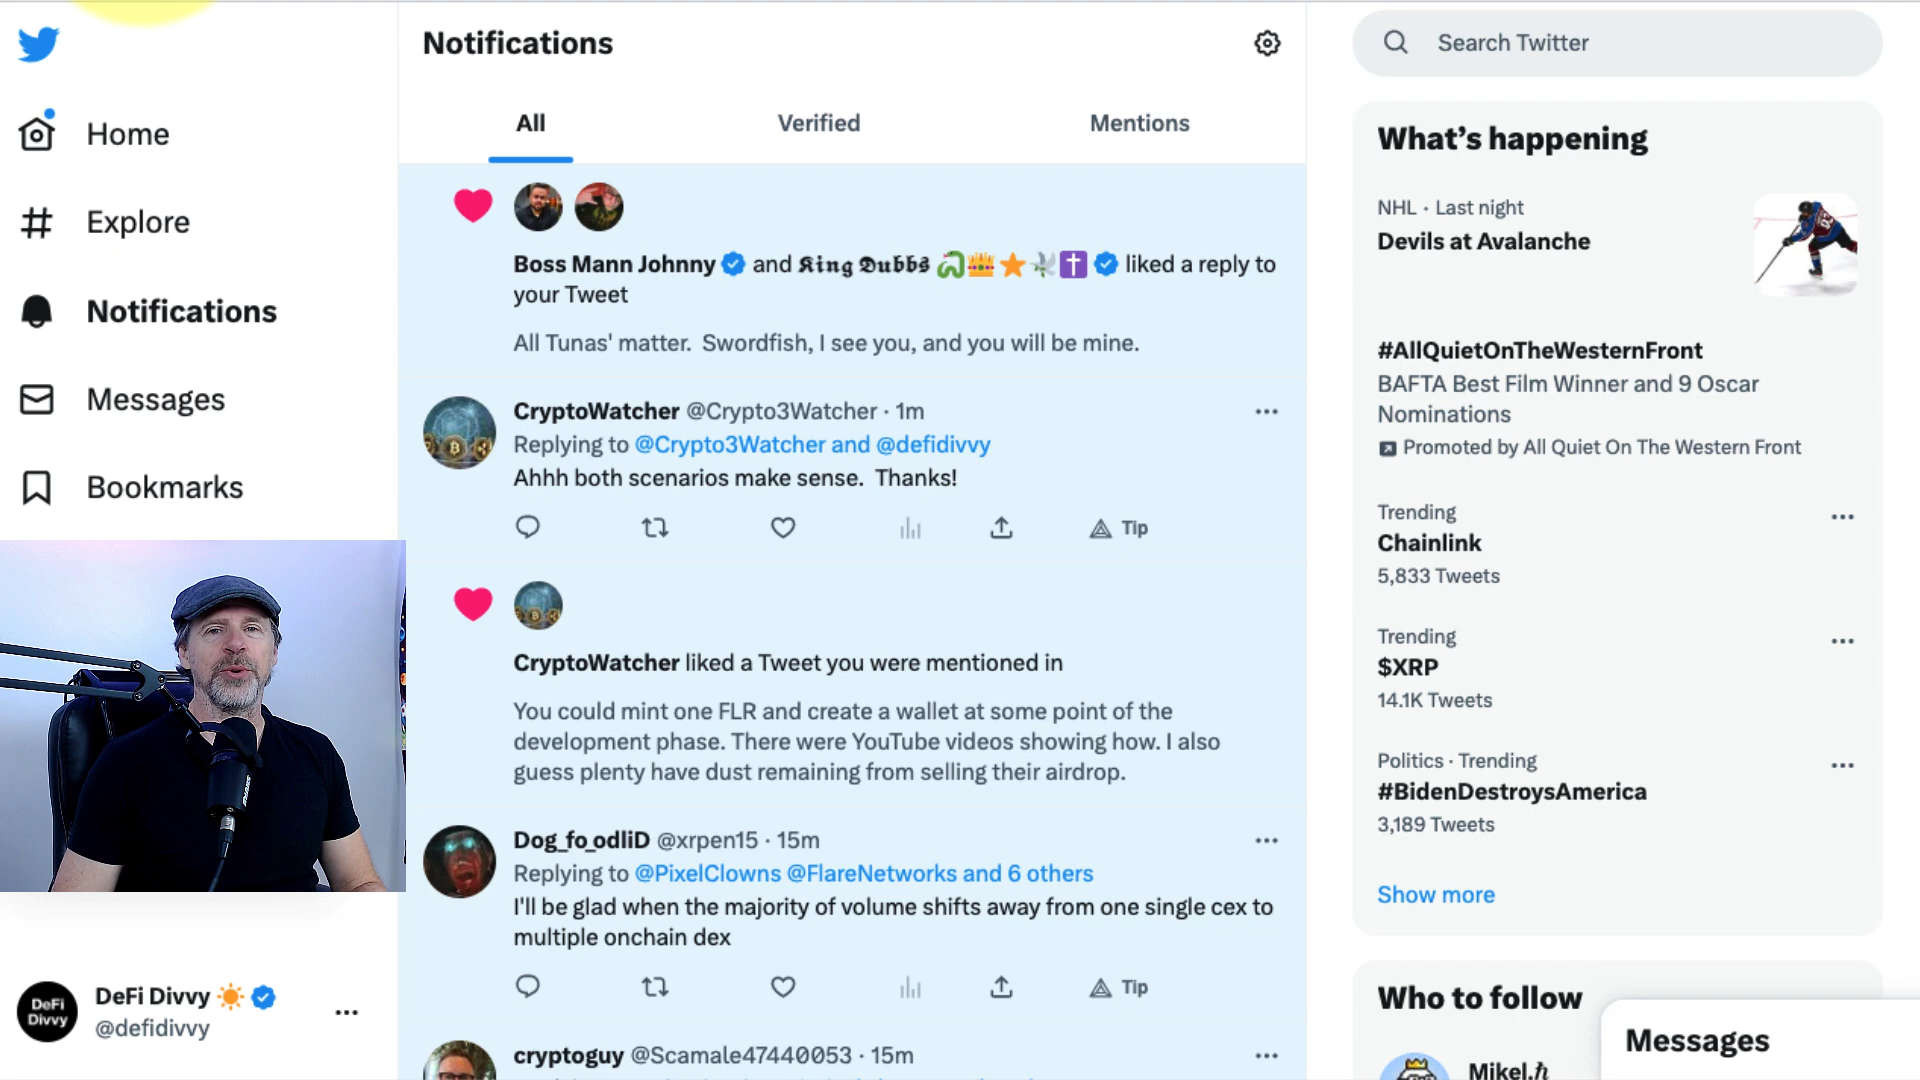 Home
Explore
Notifications
Messages
Bookmarks
DeFi
Divvy
DeFi Divvy
@defidivvy
Notifications
All
Verified
Mentions
Boss Mann Johnny and King Dubbs liked a reply to
your Tweet
All Tunas' matter. Swordfish, I see you, and you will be mine.
CryptoWatcher @Crypto3Watcher · 1m
Replying to @Crypto3Watcher and @defidivvy
Ahhh both scenarios make sense. Thanks!
Tip
CryptoWatcher liked a Tweet you were mentioned in
You could mint one FLR and create a wallet at some point of the
development phase. There were YouTube videos showing how. I also
guess plenty have dust remaining from selling their airdrop.
Dog_fo_odliD @xrpen15 · 15m
Replying to @PixelClowns @FlareNetworks and 6 others
I'll be glad when the majority of volume shifts away from one single cex to
multiple onchain dex
Tip
cryptoguy @Scamale47440053 · 15m
Search Twitter
What's happening
NHL · Last night
Devils at Avalanche
#AllQuietOnTheWesternFront
BAFTA Best Film Winner and 9 Oscar
Nominations
Promoted by All Quiet On The Western Front
Trending
Chainlink
5,833 Tweets
Trending
$XRP
14.1K Tweets
Politics · Trending
#BidenDestroysAmerica
3,189 Tweets
Show more
Who to follow
Mikel.ℏ
Messages